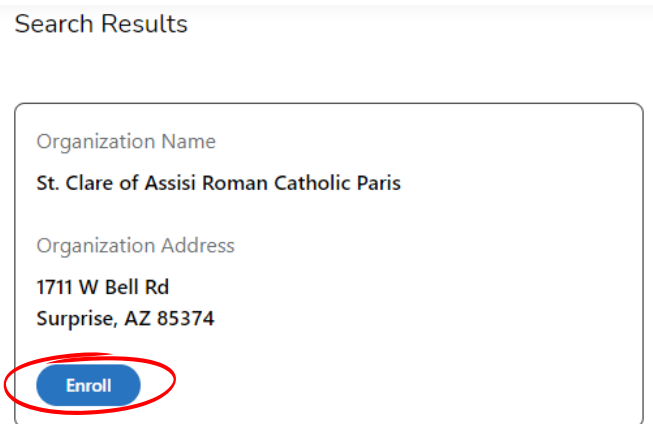 Search Results
Organization Name
St. Clare of Assisi Roman Catholic Paris
Organization Address
1711 W Bell Rd
Surprise, AZ 85374
Enroll